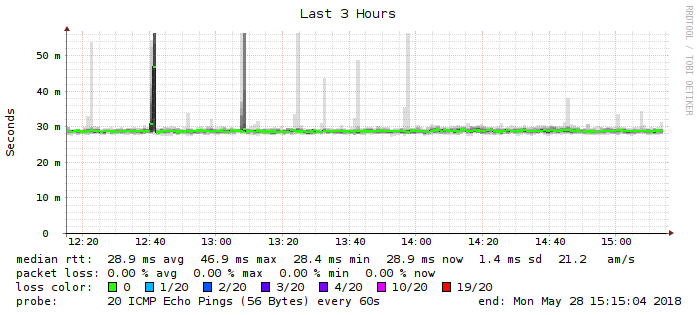 Last 3 Hours
RRDTOOL / TOBI OETIKER
Seconds
50 m
40 m
30 m
20 m
10 m
0
12:20 12:40 13:00 13:20 13:40 14:00 14:20 14:40 15:00
median rtt: 28.9 ms avg 46.9 ms max 28.4 ms min 28.9 ms now 1.4 ms sd 21.2 am/s
packet loss: 0.00 % avg 0.00 % max 0.00 % min 0.00 % now
loss color: 0 1/20 2/20 3/20 4/20 10/20 19/20
probe: 20 ICMP Echo Pings (56 Bytes) every 60s end: Mon May 28 15:15:04 2018